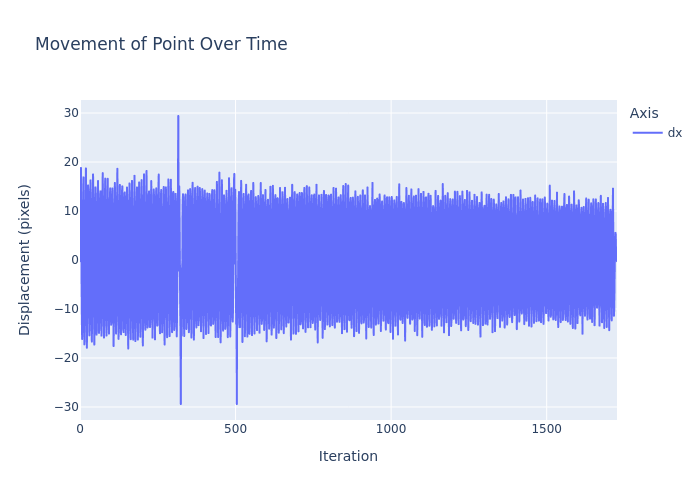 Movement of Point Over Time
Axis
dx
Displacement (pixels)
30
20
10
0
−10
−20
−30
0
500
1000
1500
Iteration